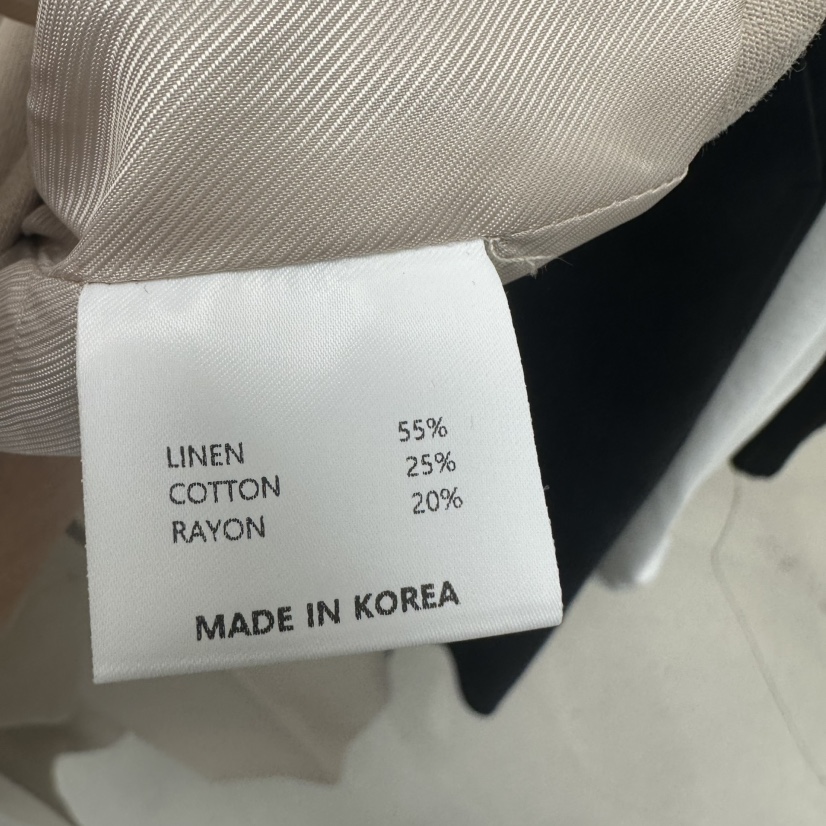 LINEN 55%
COTTON 25%
RAYON 20%
MADE IN KOREA